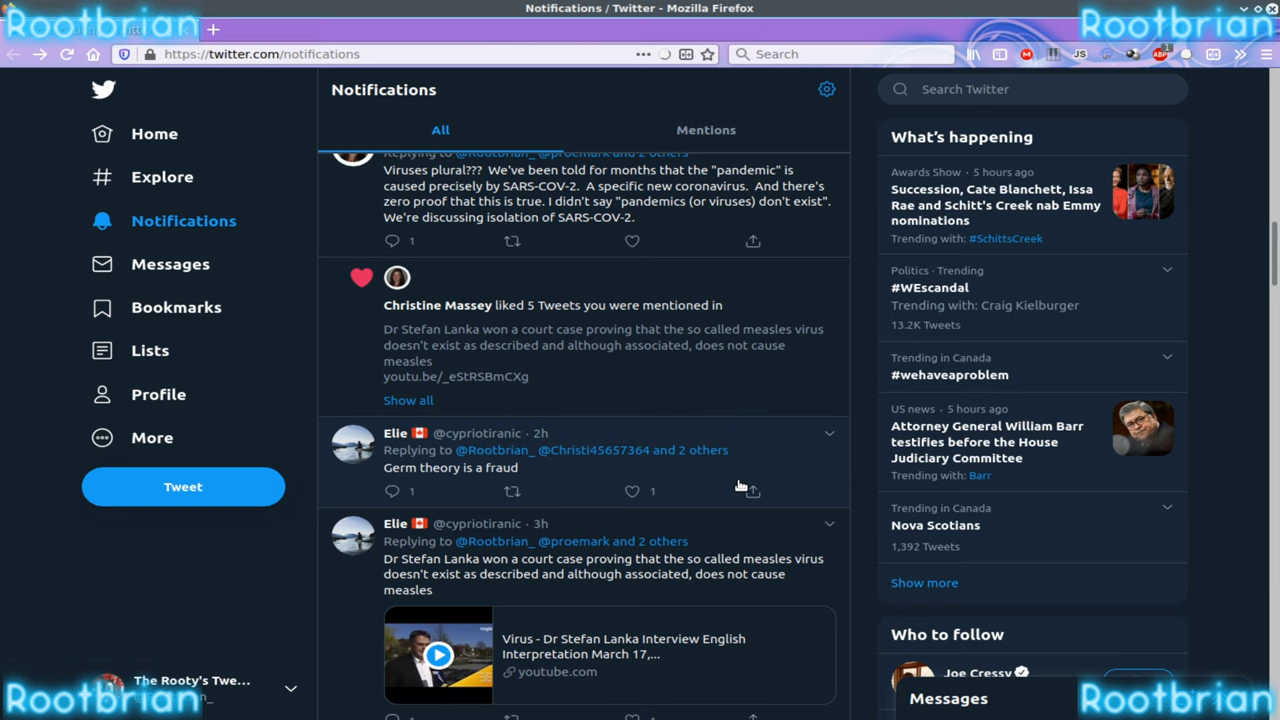 Notifications / Twitter - Mozilla Firefox
Rootbrian
Rootbrian
https://twitter.com/notifications
Search
JS
ABP
1
Home
Explore
Notifications
Messages
Bookmarks
Lists
Profile
More
Tweet
The Rooty's Twe...
Rootbrian
Notifications
All
Mentions
Replying to @Rootbrian_ @proemark and 2 others
Viruses plural??? We've been told for months that the "pandemic" is
caused precisely by SARS-COV-2. A specific new coronavirus. And there's
zero proof that this is true. I didn't say "pandemics (or viruses) don't exist".
We're discussing isolation of SARS-COV-2.
1
Christine Massey liked 5 Tweets you were mentioned in
Dr Stefan Lanka won a court case proving that the so called measles virus
doesn't exist as described and although associated, does not cause
measles
youtu.be/_eStRSBmCXg
Show all
Elie @cypriotiranic · 2h
Replying to @Rootbrian_ @Christi45657364 and 2 others
Germ theory is a fraud
1 1
Elie @cypriotiranic · 3h
Replying to @Rootbrian_ @proemark and 2 others
Dr Stefan Lanka won a court case proving that the so called measles virus
doesn't exist as described and although associated, does not cause
measles
Virus - Dr Stefan Lanka Interview English
Interpretation March 17,...
youtube.com
Search Twitter
What's happening
Awards Show · 5 hours ago
Succession, Cate Blanchett, Issa
Rae and Schitt's Creek nab Emmy
nominations
Trending with: #SchittsCreek
Politics · Trending
#WEscandal
Trending with: Craig Kielburger
13.2K Tweets
Trending in Canada
#wehaveaproblem
US news · 5 hours ago
Attorney General William Barr
testifies before the House
Judiciary Committee
Trending with: Barr
Trending in Canada
Nova Scotians
1,392 Tweets
Show more
Who to follow
Joe Cressy
Messages
Rootbrian